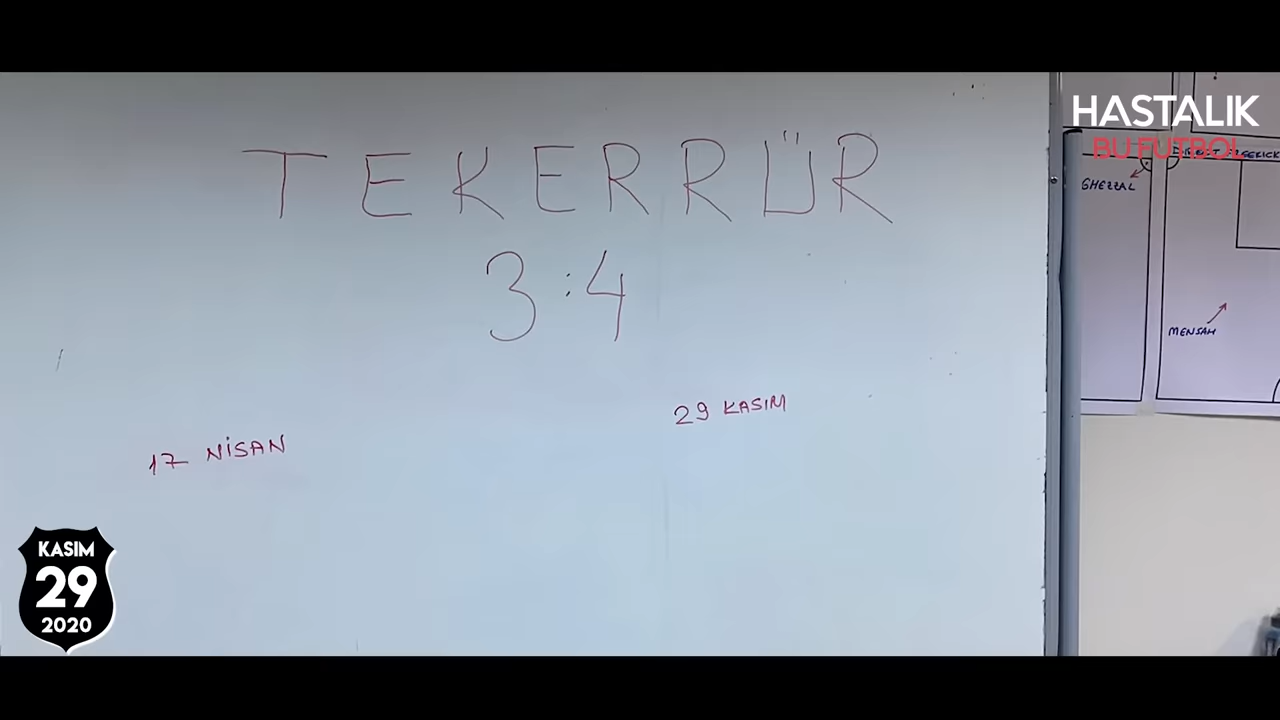 TEKERRÜR
3:4
17 NİSAN
29 KASIM
HASTALIK
BU FUTBOL
GHEZZAL
MENSAH
KASIM
29
2020